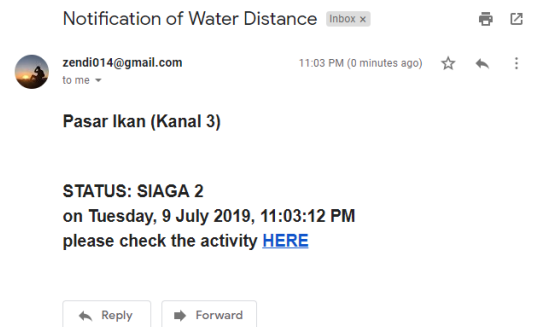 Notification of Water Distance Inbox x
zendi014@gmail.com 11:03 PM (0 minutes ago)
to me
Pasar Ikan (Kanal 3)
STATUS: SIAGA 2
on Tuesday, 9 July 2019, 11:03:12 PM
please check the activity HERE
Reply Forward